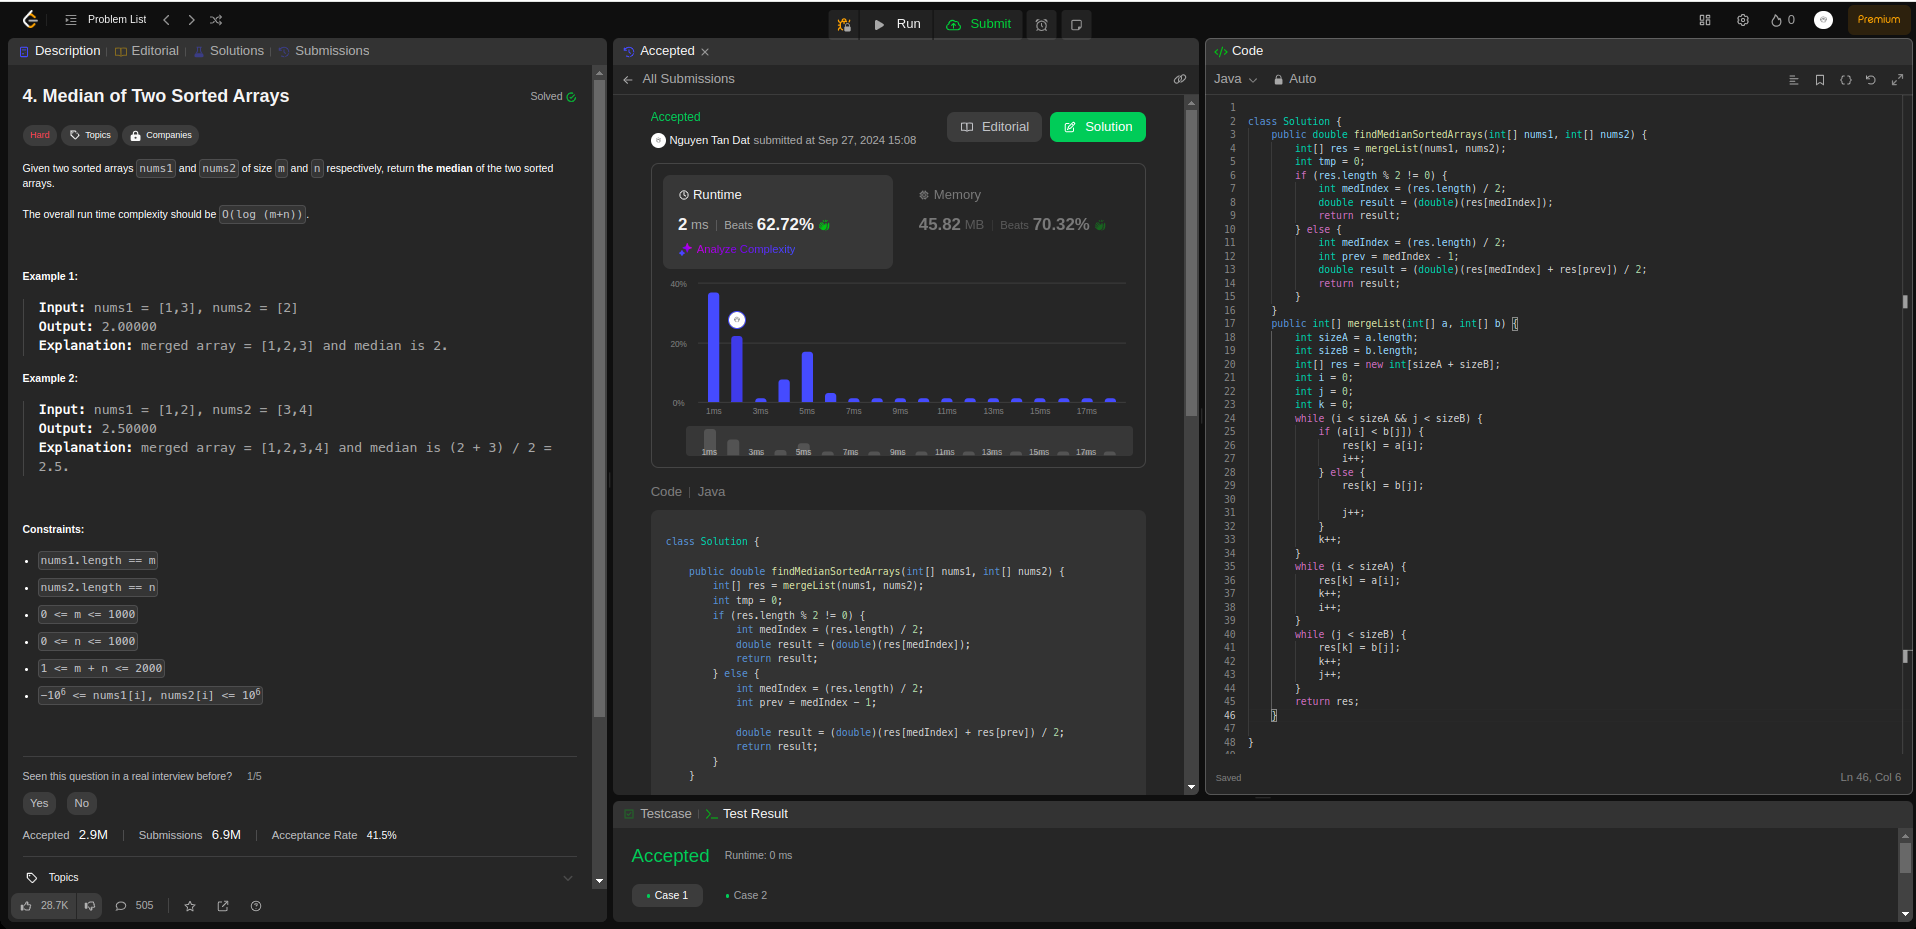 Problem List
Run
Submit
0
Premium
Description
Editorial
Solutions
Submissions
4. Median of Two Sorted Arrays
Solved
Hard
Topics
Companies
Given two sorted arrays nums1 and nums2 of size m and n respectively, return the median of the two sorted
arrays.
The overall run time complexity should be O(log (m+n)).
Example 1:
Input: nums1 = [1,3], nums2 = [2]
Output: 2.00000
Explanation: merged array = [1,2,3] and median is 2.
Example 2:
Input: nums1 = [1,2], nums2 = [3,4]
Output: 2.50000
Explanation: merged array = [1,2,3,4] and median is (2 + 3) / 2 =
2.5.
Constraints:
• nums1.length == m
• nums2.length == n
• 0 <= m <= 1000
• 0 <= n <= 1000
• 1 <= m + n <= 2000
• -10⁶ <= nums1[i], nums2[i] <= 10⁶
Seen this question in a real interview before? 1/5
Yes
No
Accepted 2.9M | Submissions 6.9M | Acceptance Rate 41.5%
Topics
28.7K
505
Accepted
All Submissions
Accepted
Nguyen Tan Dat submitted at Sep 27, 2024 15:08
Editorial
Solution
Runtime
2 ms | Beats 62.72%
Analyze Complexity
Memory
45.82 MB | Beats 70.32%
40%
20%
0%
1ms 3ms 5ms 7ms 9ms 11ms 13ms 15ms 17ms
1ms 3ms 5ms 7ms 9ms 11ms 13ms 15ms 17ms
Code | Java
class Solution {
public double findMedianSortedArrays(int[] nums1, int[] nums2) {
int[] res = mergeList(nums1, nums2);
int tmp = 0;
if (res.length % 2 != 0) {
int medIndex = (res.length) / 2;
double result = (double)(res[medIndex]);
return result;
} else {
int medIndex = (res.length) / 2;
int prev = medIndex - 1;
double result = (double)(res[medIndex] + res[prev]) / 2;
return result;
}
}
Code
Java
Auto
1
2 class Solution {
3 public double findMedianSortedArrays(int[] nums1, int[] nums2) {
4 int[] res = mergeList(nums1, nums2);
5 int tmp = 0;
6 if (res.length % 2 != 0) {
7 int medIndex = (res.length) / 2;
8 double result = (double)(res[medIndex]);
9 return result;
10 } else {
11 int medIndex = (res.length) / 2;
12 int prev = medIndex - 1;
13 double result = (double)(res[medIndex] + res[prev]) / 2;
14 return result;
15 }
16 }
17 public int[] mergeList(int[] a, int[] b) {
18 int sizeA = a.length;
19 int sizeB = b.length;
20 int[] res = new int[sizeA + sizeB];
21 int i = 0;
22 int j = 0;
23 int k = 0;
24 while (i < sizeA && j < sizeB) {
25 if (a[i] < b[j]) {
26 res[k] = a[i];
27 i++;
28 } else {
29 res[k] = b[j];
30
31 j++;
32 }
33 k++;
34 }
35 while (i < sizeA) {
36 res[k] = a[i];
37 k++;
38 i++;
39 }
40 while (j < sizeB) {
41 res[k] = b[j];
42 k++;
43 j++;
44 }
45 return res;
46 }
47
48 }
Saved
Ln 46, Col 6
Testcase
Test Result
Accepted Runtime: 0 ms
• Case 1
• Case 2